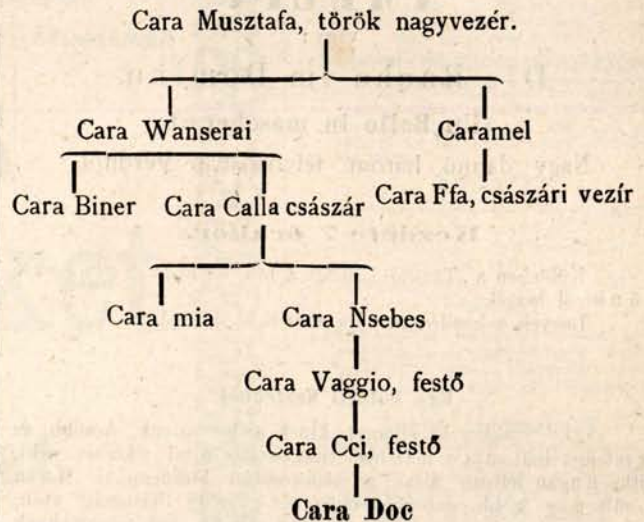 Cara Musztafa, török nagyvezér.
Cara Wanserai Caramel
Cara Biner Cara Calla császár Cara Ffa, császári vezír
Cara mia Cara Nsebes
Cara Vaggio, festő
Cara Cci, festő
Cara Doc